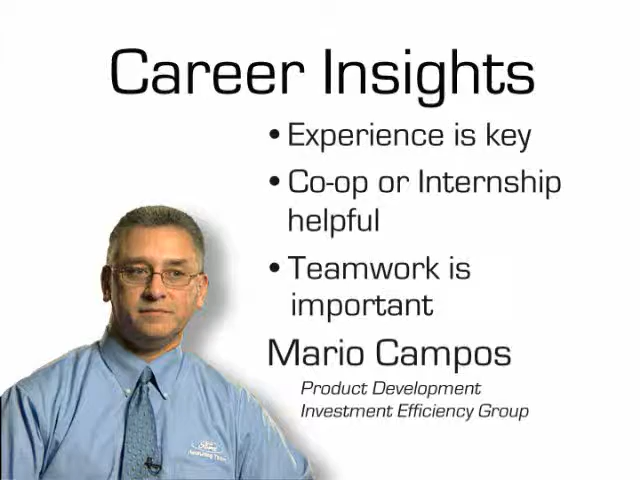 Career Insights
• Experience is key
• Co-op or Internship
helpful
• Teamwork is
important
Mario Campos
Product Development
Investment Efficiency Group
Ford